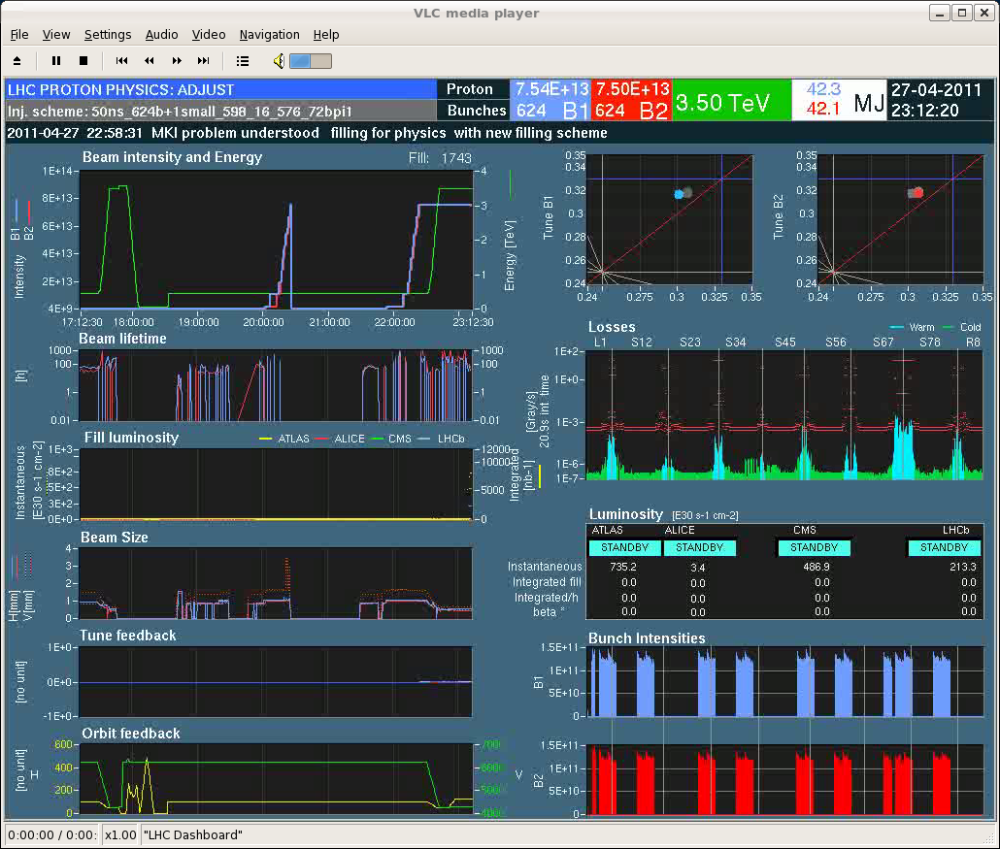 VLC media player
File View Settings Audio Video Navigation Help
LHC PROTON PHYSICS: ADJUST
Proton 7.54E+13 7.50E+13 3.50 TeV 42.3 MJ 27-04-2011
Inj. scheme: 50ns_624b+1small_598_16_576_72bpi1
Bunches 624 B1 624 B2 42.1 23:12:20
2011-04-27 22:58:31 MKI problem understood filling for physics with new filling scheme
Beam intensity and Energy Fill: 1743
1E+14
8E+13
6E+13
4E+13
2E+13
4E+9
B1
B2
Intensity
4
3
2
1
0
Energy [TeV]
17:12:30 18:00:00 19:00:00 20:00:00 21:00:00 22:00:00 23:12:30
Tune B1
0.35
0.34
0.32
0.3
0.28
0.26
0.24
0.24 0.275 0.3 0.325 0.35
Tune B2
0.35
0.34
0.32
0.3
0.28
0.26
0.24
0.24 0.275 0.3 0.325 0.35
Beam lifetime
[h]
1000
100
1
0.01
1000
100
1
0.01
Losses Warm Cold
L1 S12 S23 S34 S45 S56 S67 S78 R8
[Gray/s]
20.9s int. time
1E+2
1E+0
1E-3
1E-6
1E-7
Fill luminosity ATLAS ALICE CMS LHCb
Instantaneous
[E30 s-1 cm-2]
1E+3
8E+2
5E+2
3E+2
0E+0
12000
10000
5000
0
Integrated
[nb-1]
Luminosity [E30 s-1 cm-2]
ATLAS ALICE CMS LHCb
STANDBY STANDBY STANDBY STANDBY
Instantaneous 735.2 3.4 486.9 213.3
Integrated fill 0.0 0.0 0.0 0.0
Integrated/h 0.0 0.0 0.0 0.0
beta * 0.0 0.0 0.0 0.0
Beam Size
H[mm]
V[mm]
4
3
2
1
0
Tune feedback
[no unit]
1E+0
0E+0
-1E+0
Bunch Intensities
B1
1.5E+11
1E+11
5E+10
0
Orbit feedback
[no unit]
H
600
400
200
0
7000
6000
5000
4000
V
B2
1.5E+11
1E+11
5E+10
0
0:00:00 / 0:00: x1.00 "LHC Dashboard"